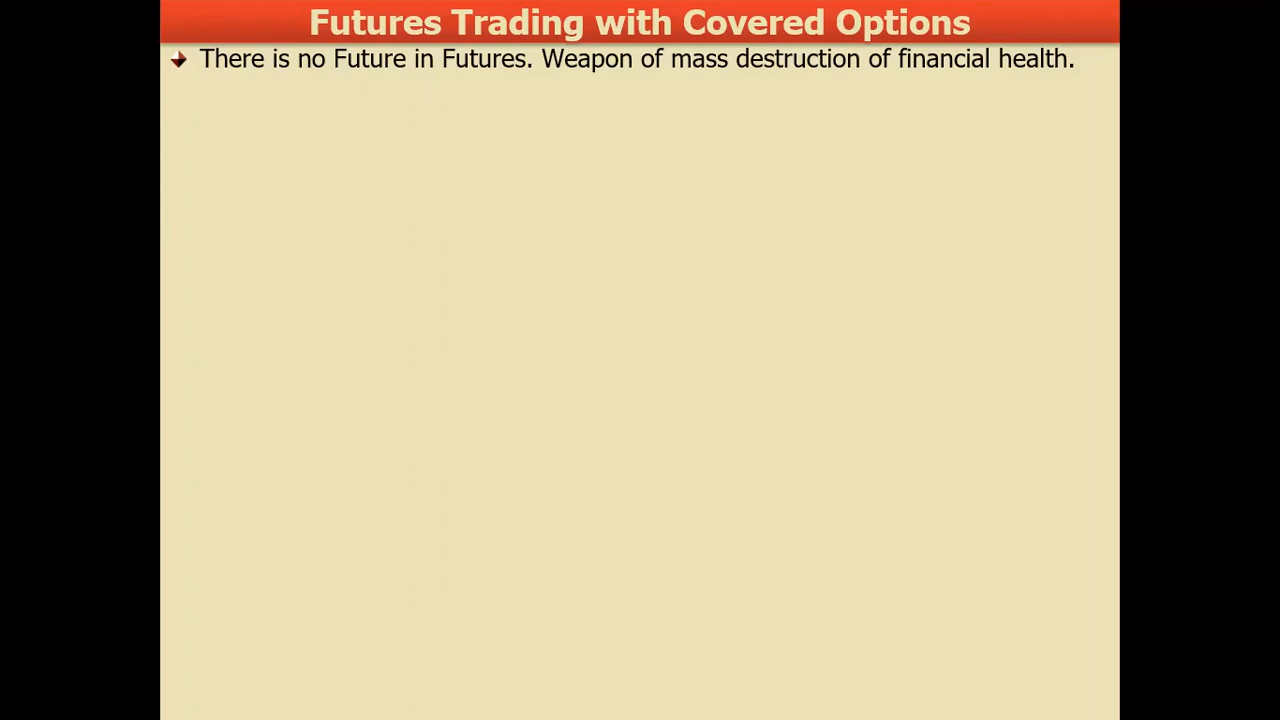 Futures Trading with Covered Options
There is no Future in Futures. Weapon of mass destruction of financial health.